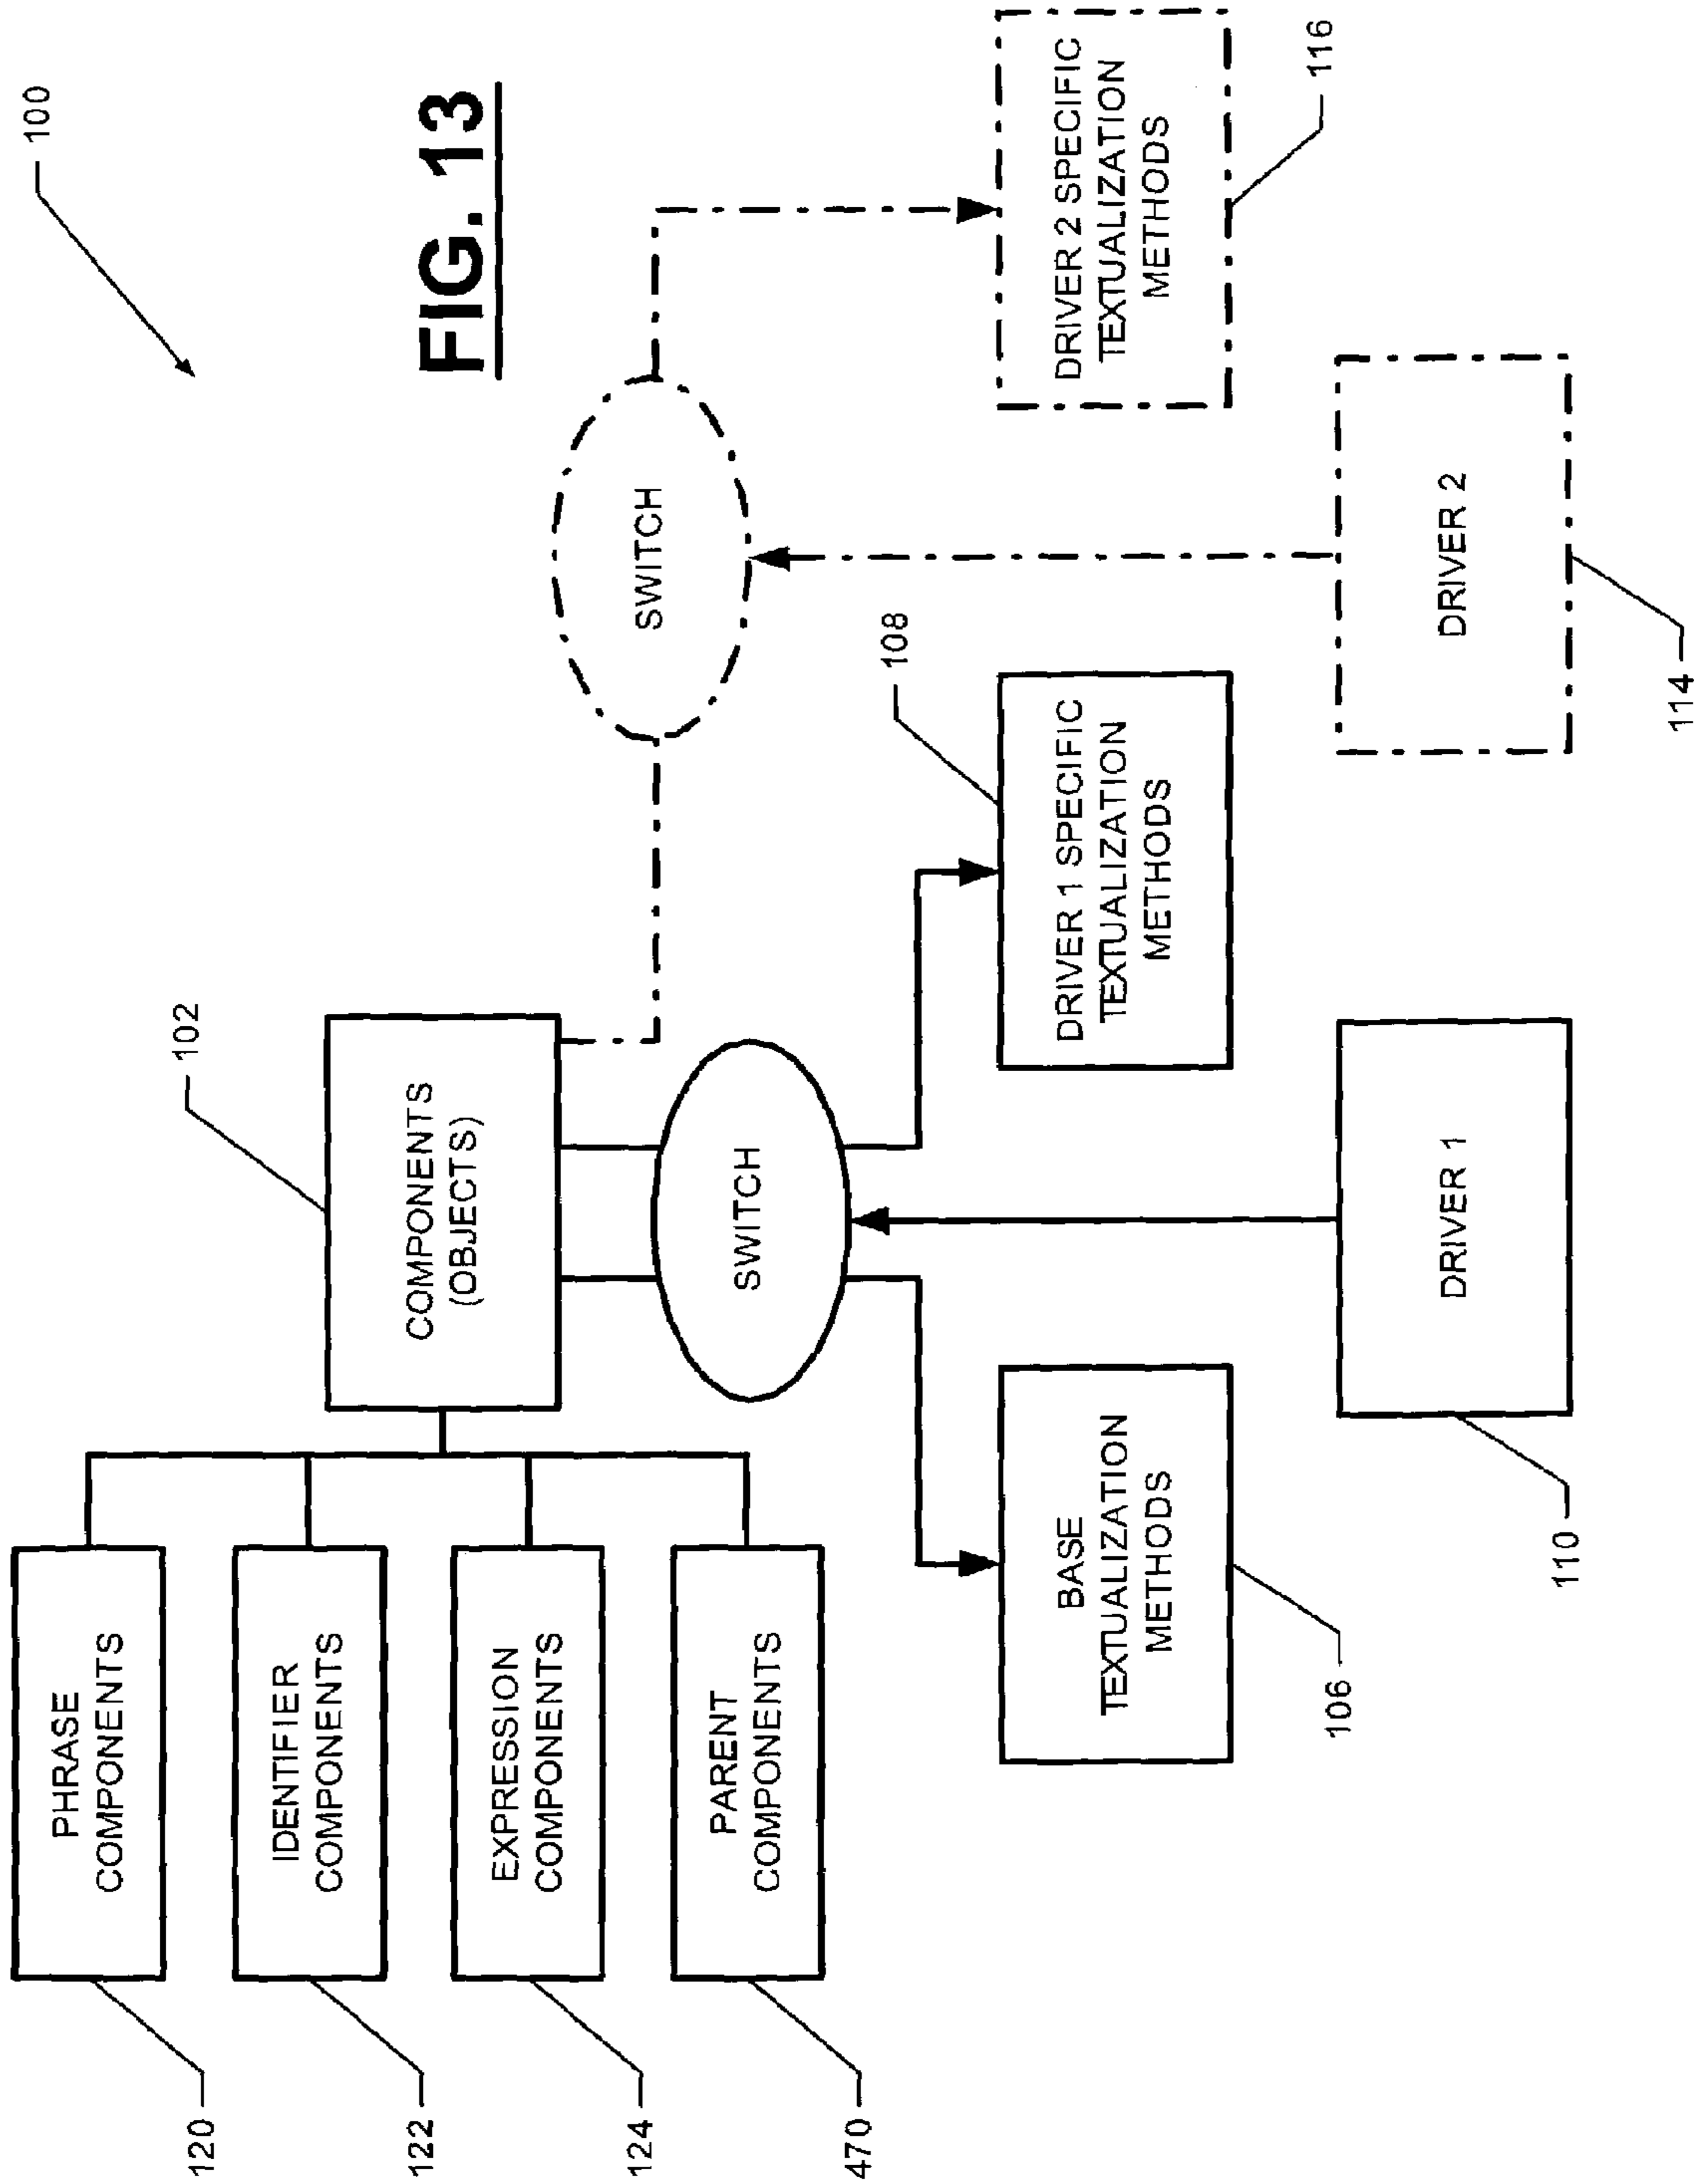 100
FIG. 13
PHRASE
COMPONENTS
120
IDENTIFIER
COMPONENTS
122
EXPRESSION
COMPONENTS
124
PARENT
COMPONENTS
470
COMPONENTS
(OBJECTS)
102
SWITCH
SWITCH
BASE
TEXTUALIZATION
METHODS
106
DRIVER 1 SPECIFIC
TEXTUALIZATION
METHODS
108
DRIVER 2 SPECIFIC
TEXTUALIZATION
METHODS
116
DRIVER 1
110
DRIVER 2
114